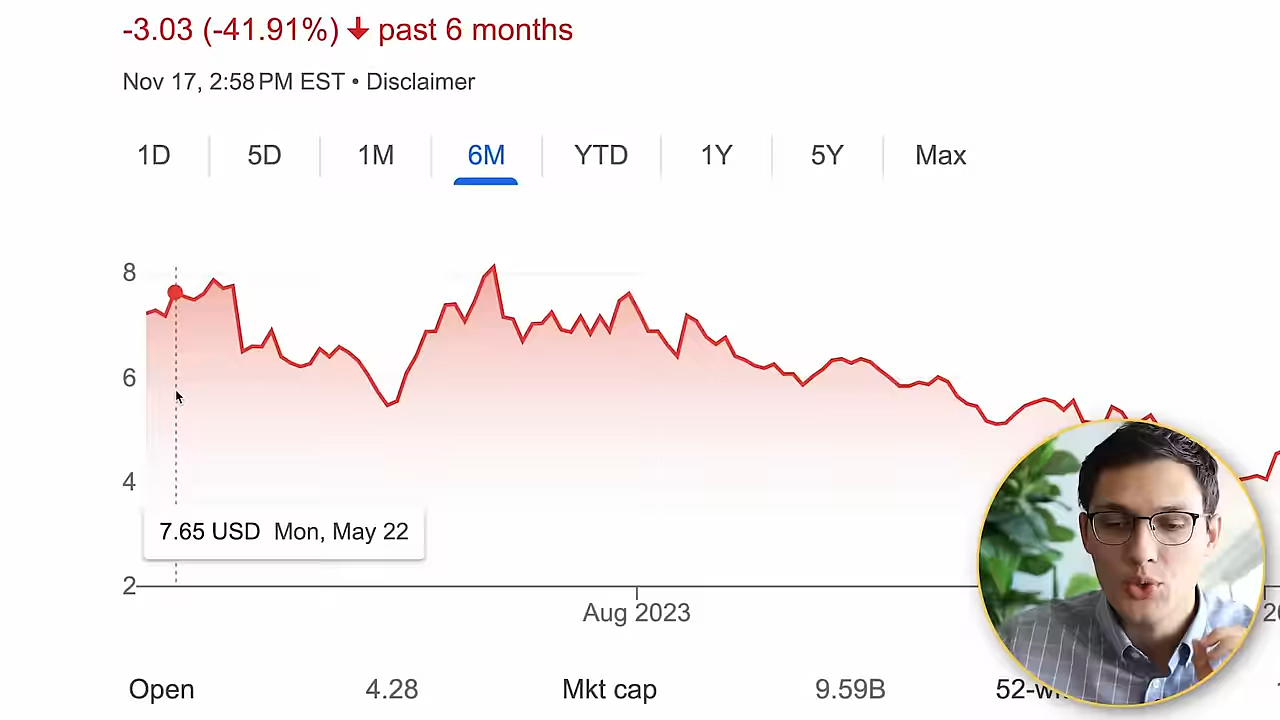 -3.03 (-41.91%) ↓ past 6 months
Nov 17, 2:58 PM EST • Disclaimer
1D 5D 1M 6M YTD 1Y 5Y Max
8
6
4
7.65 USD Mon, May 22
2
Aug 2023
Open 4.28 Mkt cap 9.59B